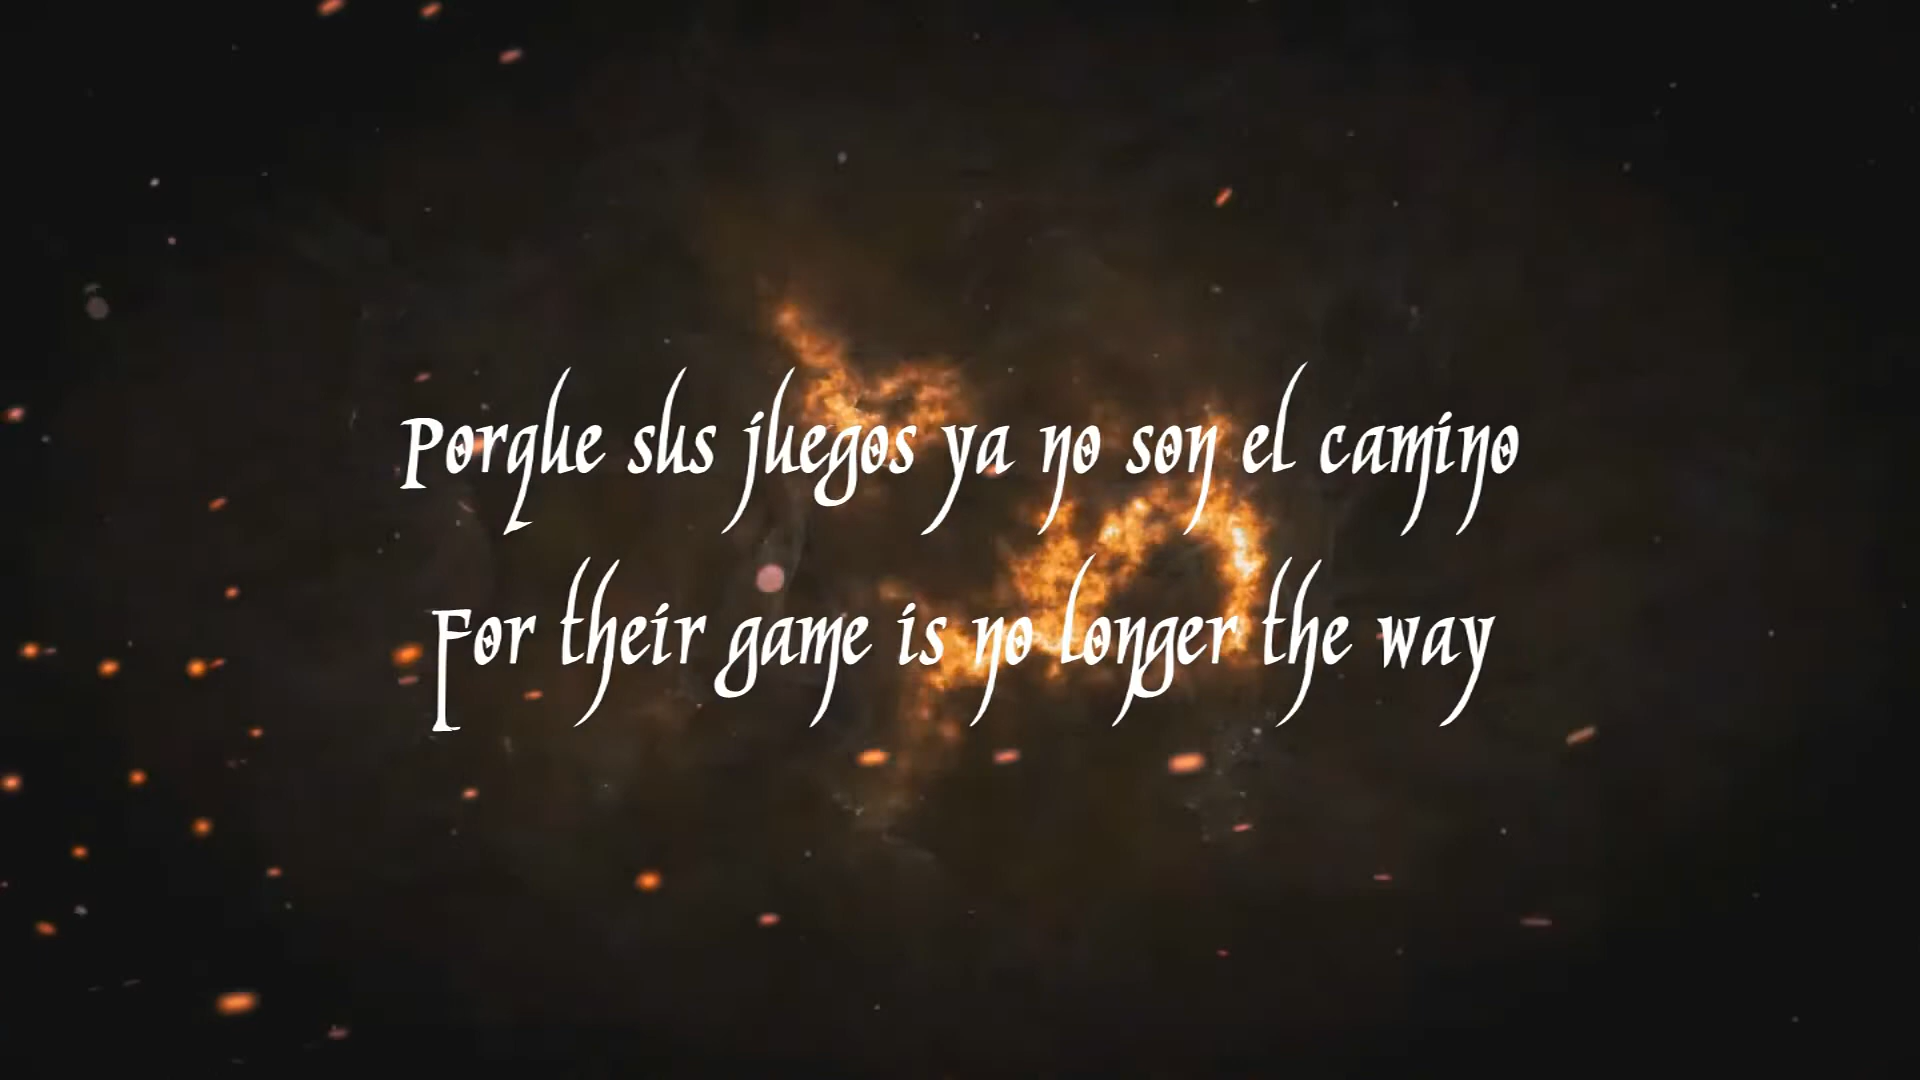 Porque sus juegos ya no son el camino
For their game is no longer the way